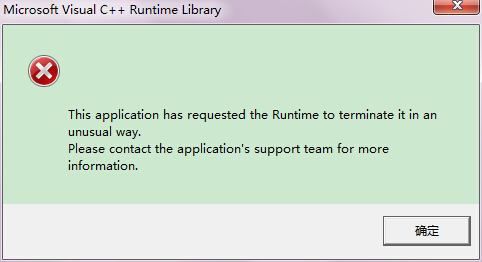 Microsoft Visual C++ Runtime Library
This application has requested the Runtime to terminate it in an
unusual way.
Please contact the application's support team for more
information.
确定